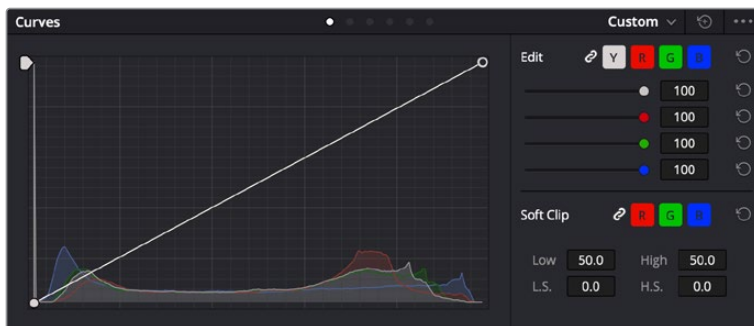 Curves Custom
Edit Y R G B
100
100
100
100
Soft Clip R G B
Low 50.0 High 50.0
L.S. 0.0 H.S. 0.0